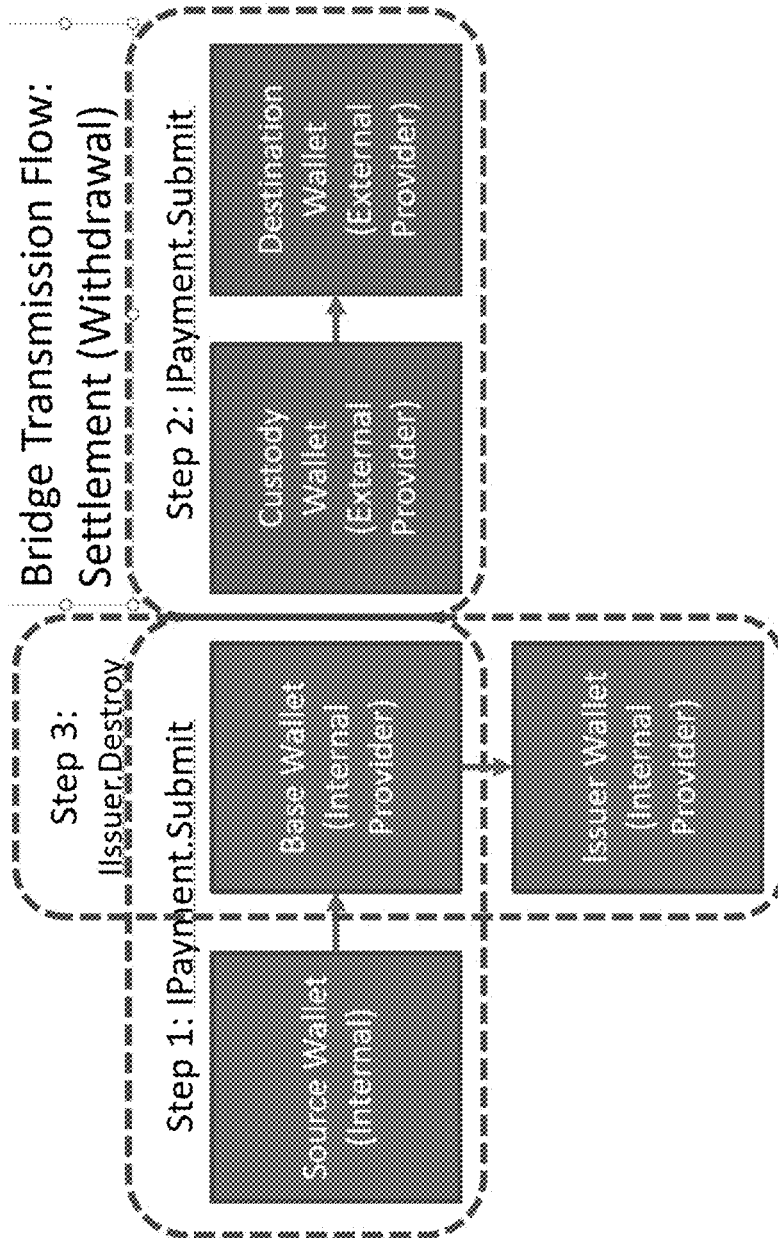 Bridge Transmission Flow:
Settlement (Withdrawal)
Step 3:
IIssuer.Destroy
Step 1: IPayment.Submit
Source Wallet
(Internal)
Base Wallet
(Internal
Provider)
Issuer Wallet
(Internal
Provider)
Step 2: IPayment.Submit
Custody
Wallet
(External
Provider)
Destination
Wallet
(External
Provider)